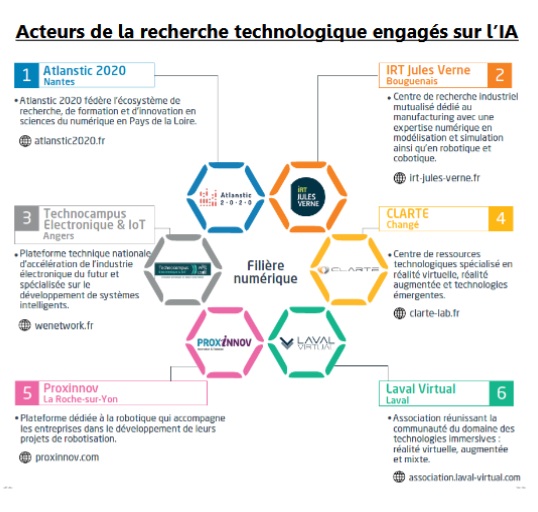 Acteurs de la recherche technologique engagés sur l'IA
1
Atlanstic 2020
Nantes
• Atlanstic 2020 fédère l'écosystème de
recherche, de formation et d'innovation en
sciences du numérique en Pays de la Loire.
atlanstic2020.fr
IRT Jules Verne
Bouguenais
2
• Centre de recherche industriel
mutualisé dédié au
manufacturing avec une
expertise numérique en
modélisation et simulation
ainsi qu'en robotique et
cobotique.
irt-jules-verne.fr
Atlanstic
2·0·2·0
iRT
JULES
VERNE
3
Technocampus
Electronique & IoT
Angers
• Plateforme technique nationale
d'accélération de l'industrie
électronique du futur et
spécialisée sur le
développement de systèmes
intelligents.
wenetwork.fr
CLARTE
Changé
4
• Centre de ressources
technologiques spécialisé en
réalité virtuelle, réalité
augmentée et technologies
émergentes.
clarte-lab.fr
Technocampus
Filière
numérique
CLARTE
PROXINNOV
LAVAL
VIRTUAL
5
Proxinnov
La Roche-sur-Yon
• Plateforme dédiée à la robotique qui accompagne
les entreprises dans le développement de leurs
projets de robotisation.
proxinnov.com
Laval Virtual
Laval
6
• Association réunissant la
communauté du domaine des
technologies immersives :
réalité virtuelle, augmentée
et mixte.
association.laval-virtual.com